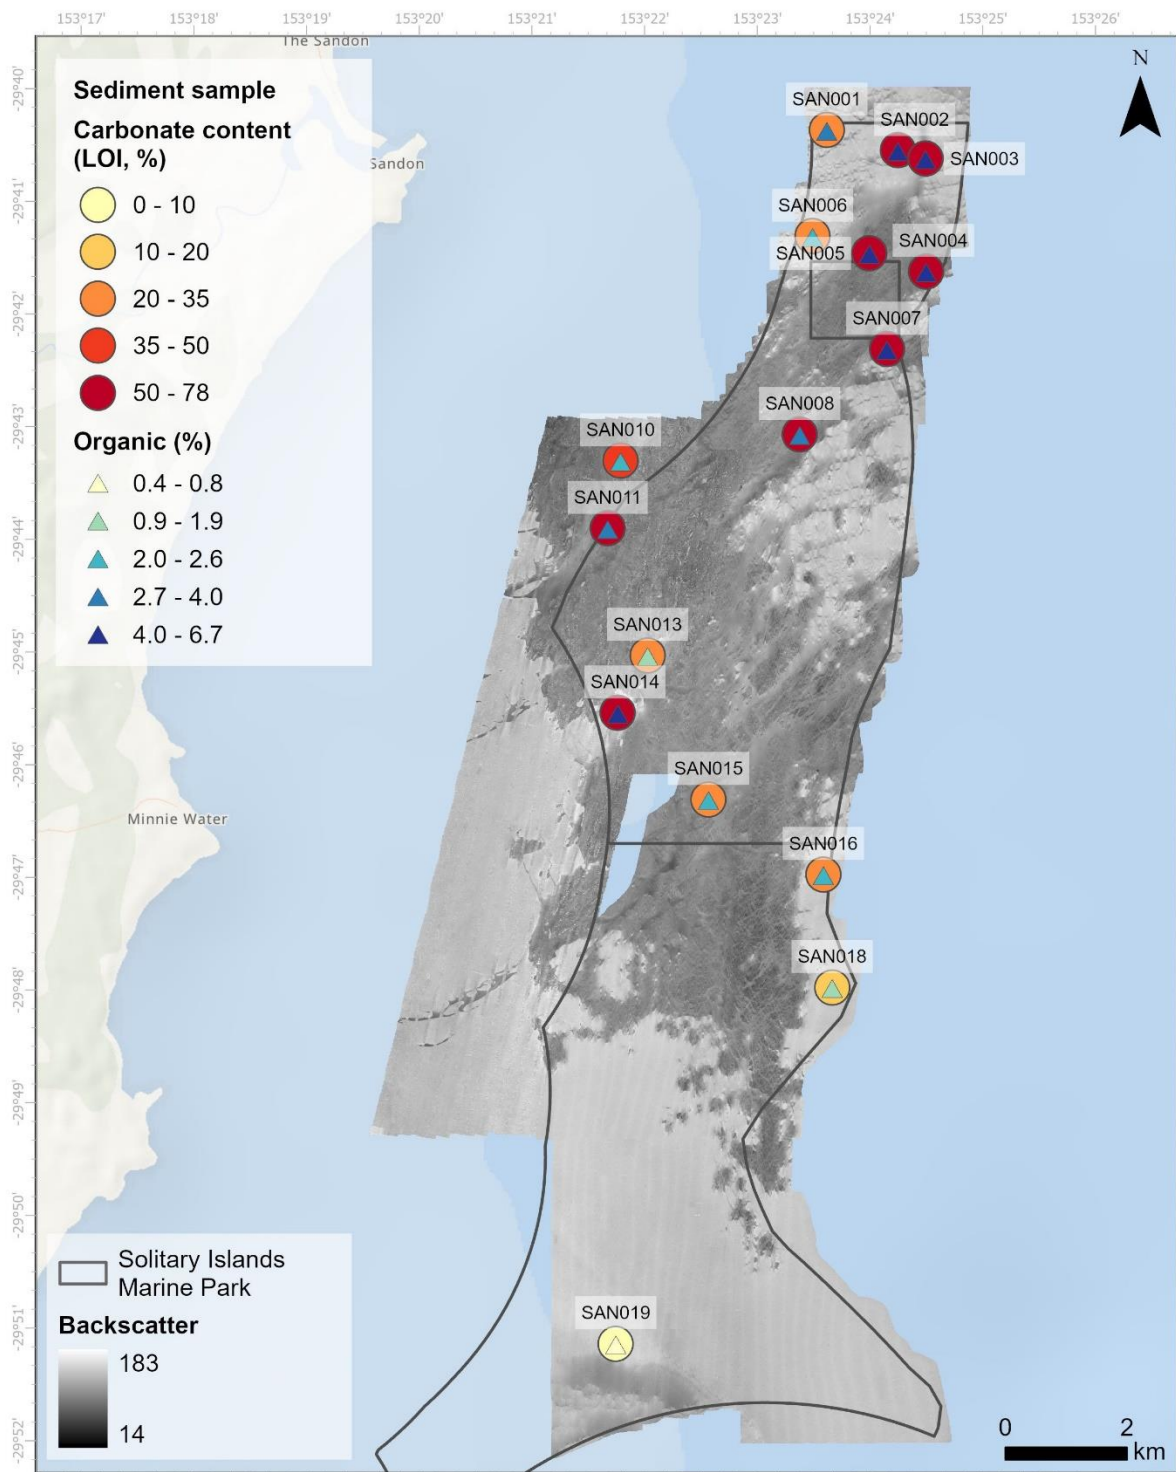 153°17' 153°18' 153°19' 153°20' 153°21' 153°22' 153°23' 153°24' 153°25' 153°26'
The Sandon
N
-29°40'
Sediment sample
Carbonate content
(LOI, %)
0 - 10
10 - 20
20 - 35
35 - 50
50 - 78
Organic (%)
0.4 - 0.8
0.9 - 1.9
2.0 - 2.6
2.7 - 4.0
4.0 - 6.7
SAN001
SAN002
SAN003
Sandon
-29°41'
SAN006
SAN004
SAN005
-29°42'
SAN007
SAN008
-29°43'
SAN010
SAN011
-29°44'
SAN013
-29°45'
SAN014
-29°46'
SAN015
Minnie Water
SAN016
-29°47'
SAN018
-29°48'
-29°49'
-29°50'
Solitary Islands
Marine Park
Backscatter
183
14
SAN019
-29°51'
-29°52'
0 2
km